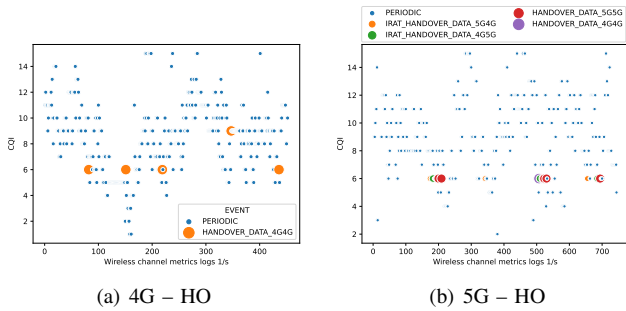 PERIODIC
IRAT_HANDOVER_DATA_5G4G
IRAT_HANDOVER_DATA_4G5G
HANDOVER_DATA_5G5G
HANDOVER_DATA_4G4G
14
12
10
8
6
4
2
CQI
0 100 200 300 400
Wireless channel metrics logs 1/s
EVENT
PERIODIC
HANDOVER_DATA_4G4G
14
12
10
8
6
4
2
CQI
0 100 200 300 400 500 600 700
Wireless channel metrics logs 1/s
(a) 4G – HO
(b) 5G – HO